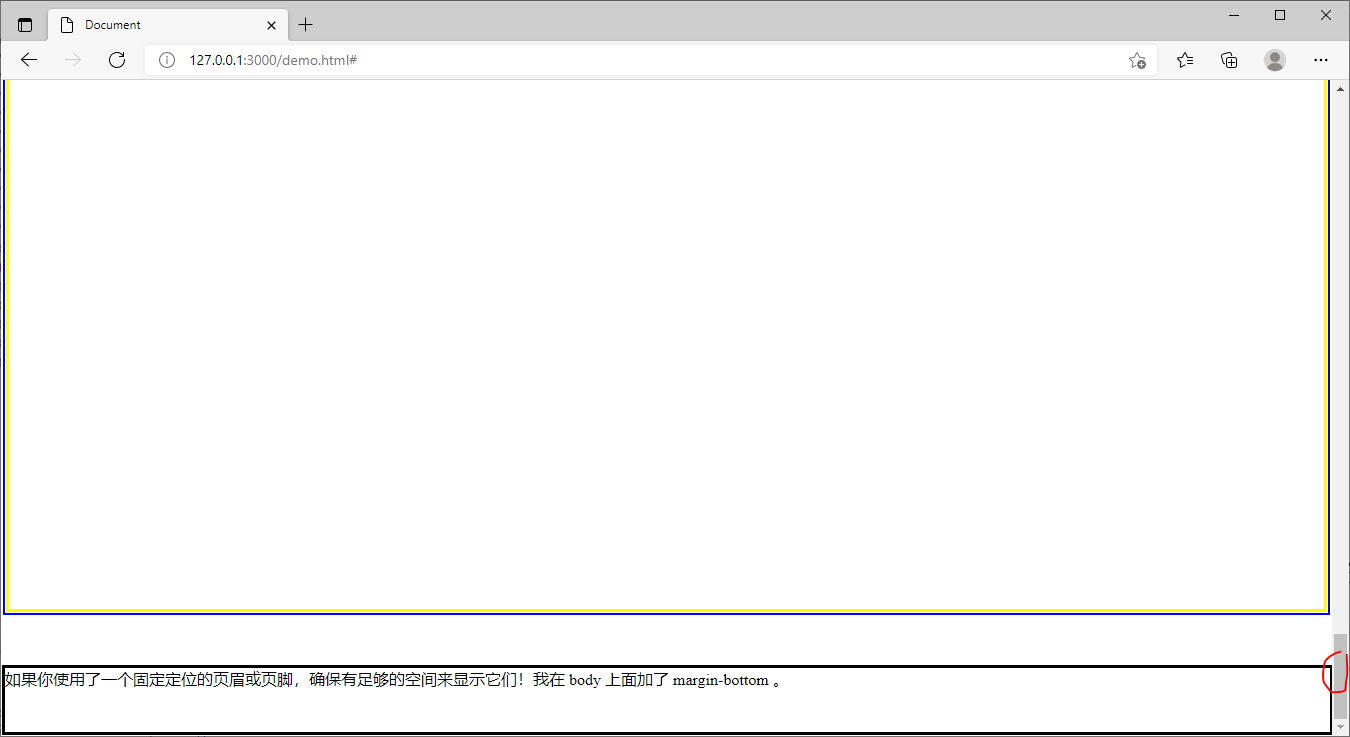 Document
127.0.0.1:3000/demo.html#
如果你使用了一个固定定位的页眉或页脚，确保有足够的空间来显示它们！我在 body 上面加了 margin-bottom 。